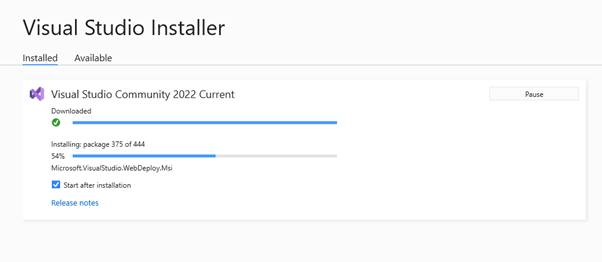 Visual Studio Installer
Installed Available
Visual Studio Community 2022 Current
Pause
Downloaded
Installing: package 375 of 444
54%
Microsoft.VisualStudio.WebDeploy.Msi
Start after installation
Release notes